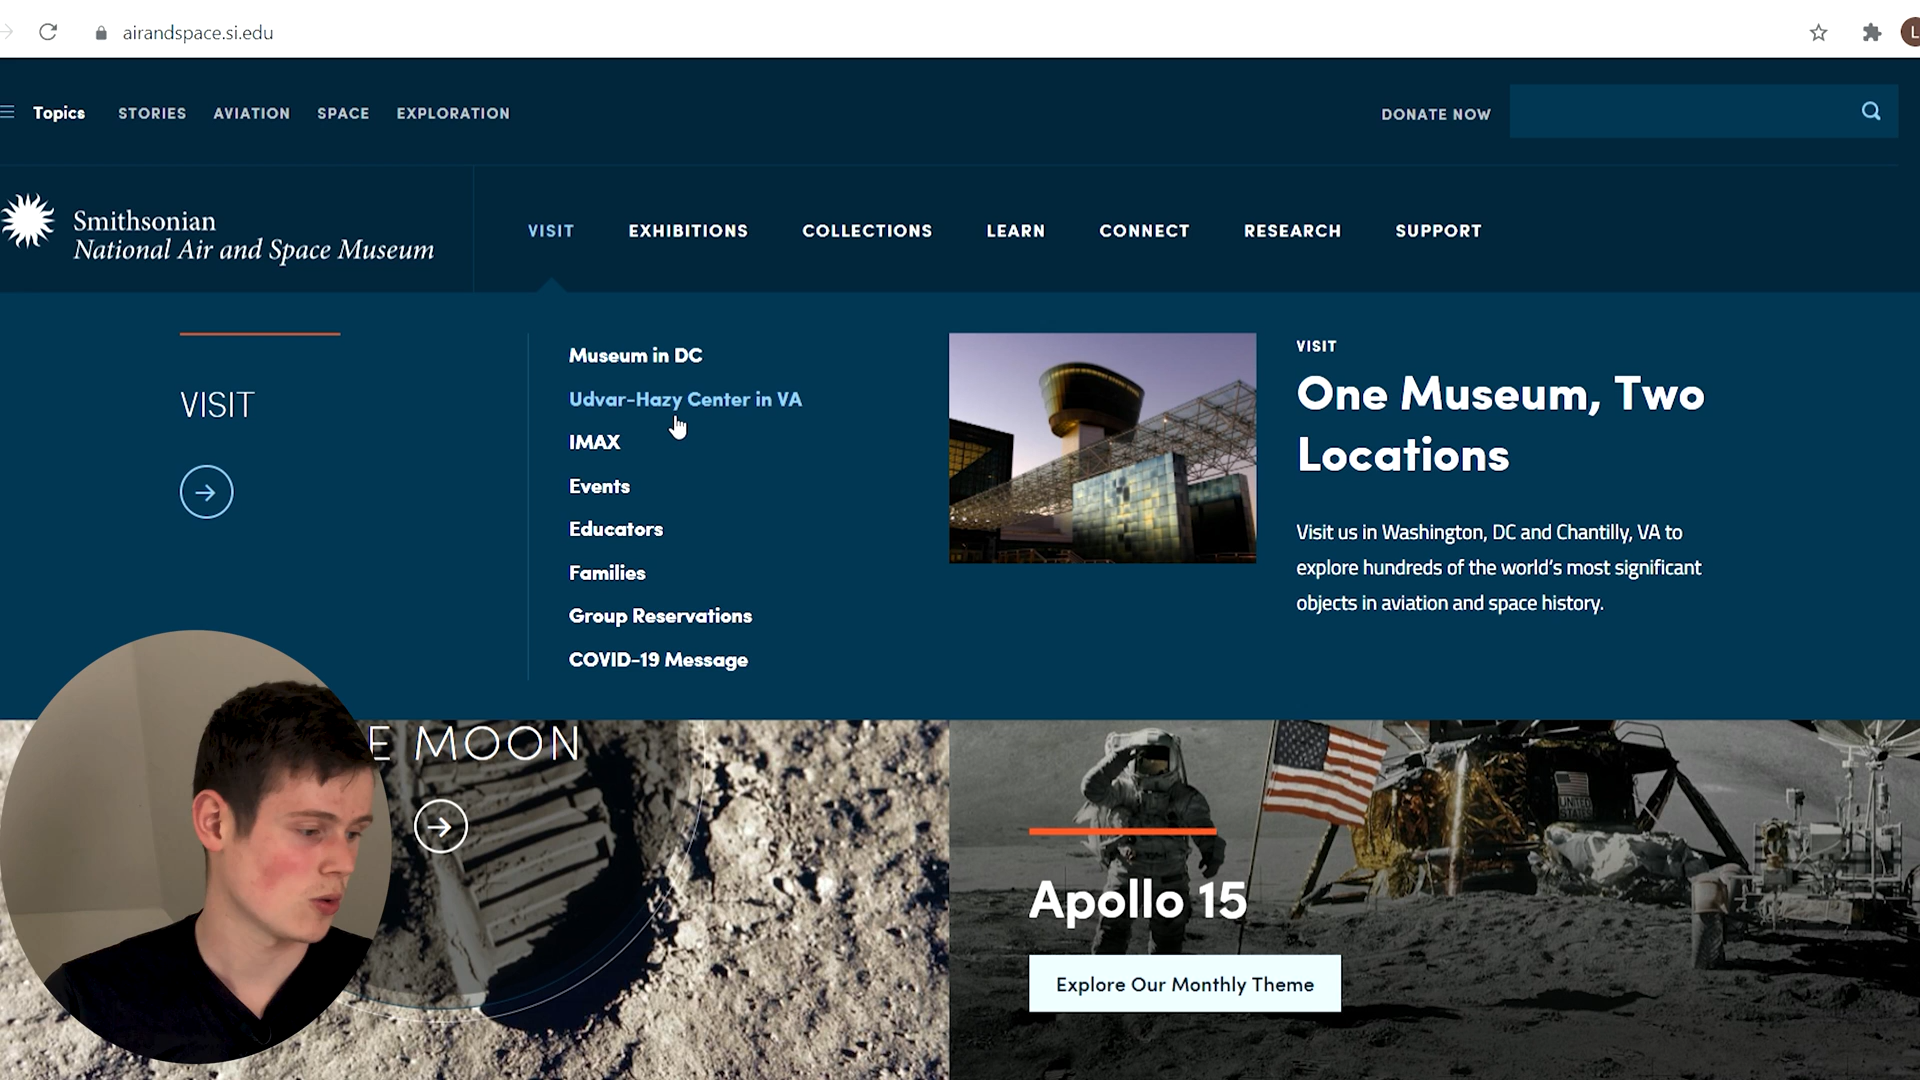 airandspace.si.edu
L
Topics STORIES AVIATION SPACE EXPLORATION
DONATE NOW
Smithsonian
National Air and Space Museum
VISIT EXHIBITIONS COLLECTIONS LEARN CONNECT RESEARCH SUPPORT
VISIT
Museum in DC
Udvar-Hazy Center in VA
IMAX
Events
Educators
Families
Group Reservations
COVID-19 Message
VISIT
One Museum, Two
Locations
Visit us in Washington, DC and Chantilly, VA to
explore hundreds of the world's most significant
objects in aviation and space history.
E MOON
UNITED
STATES
Apollo 15
Explore Our Monthly Theme